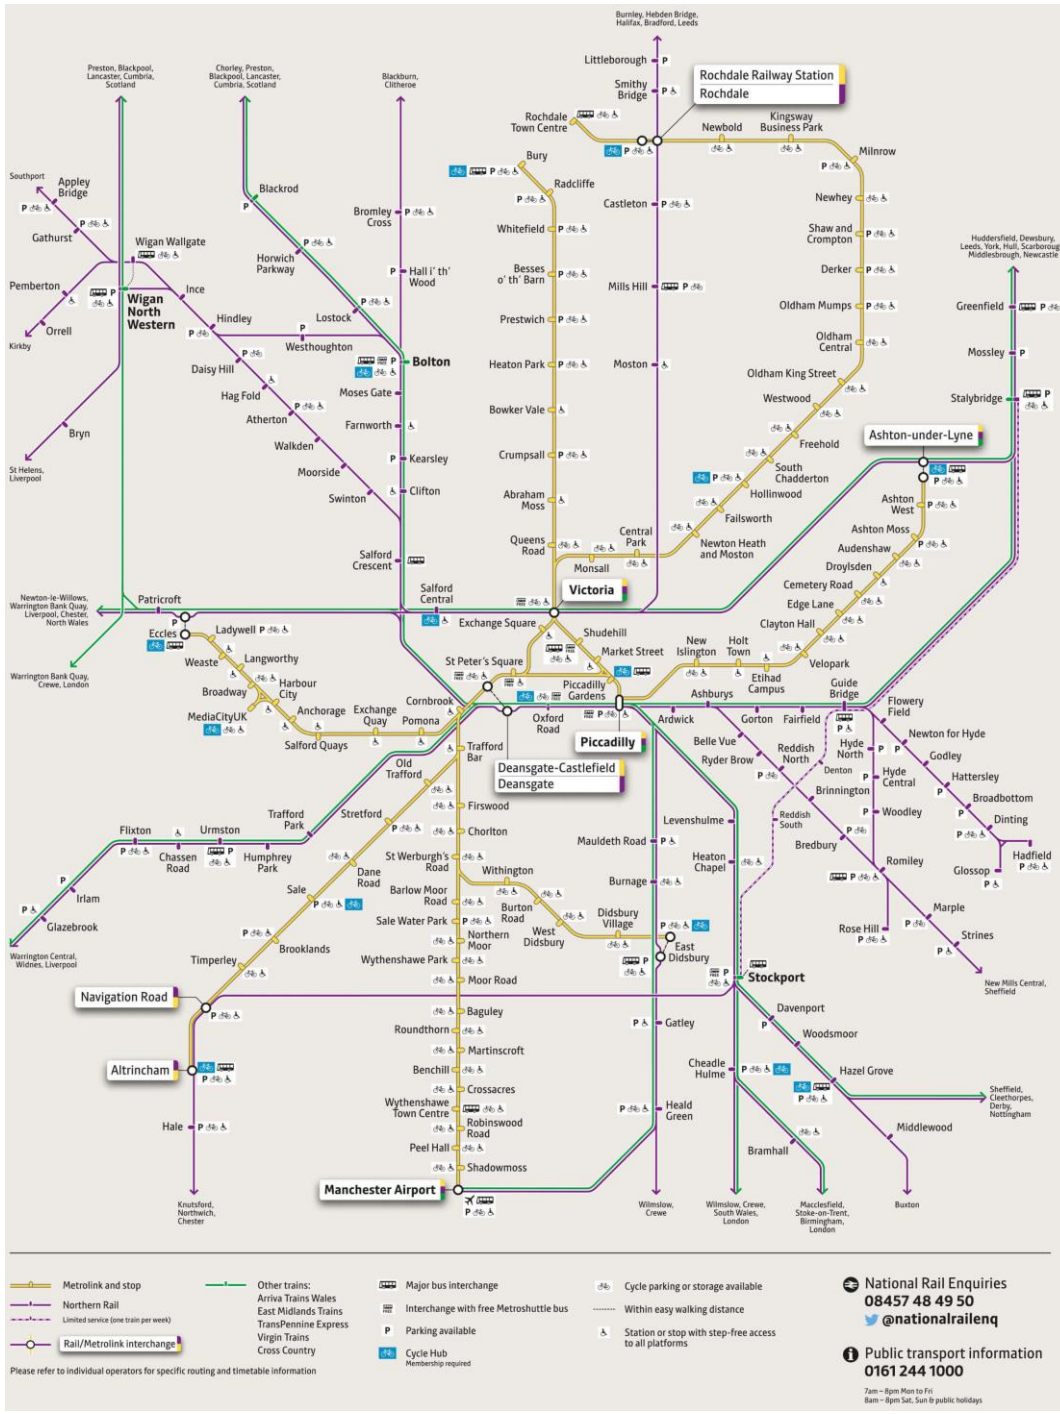 Burnley, Hebden Bridge,
Halifax, Bradford, Leeds
Littleborough
P
Smithy
Bridge
P
Rochdale Railway Station
Rochdale
Preston, Blackpool,
Lancaster, Cumbria,
Scotland
Chorley, Preston,
Blackpool, Lancaster,
Cumbria, Scotland
Blackburn,
Clitheroe
Rochdale
Town Centre
P
Newbold
Kingsway
Business Park
Milnrow
P
Bury
P
Radcliffe
P
Southport
Appley
Bridge
P
Gathurst
P
Blackrod
P
Bromley
Cross
P
Whitefield
P
Castleton
P
Newhey
Shaw and
Crompton
P
Huddersfield, Dewsbury,
Leeds, York, Hull, Scarboroug
Middlesbrough, Newcastle
Wigan Wallgate
Horwich
Parkway
P
Hall i' th'
Wood
P
Besses
o' th' Barn
P
Mills Hill
P
Derker
P
Pemberton
P
Wigan
North
Western
Ince
Lostock
P
Prestwich
P
Oldham Mumps
P
Greenfield
P
Orrell
Kirkby
Hindley
P
Westhoughton
P
Bolton
P
Heaton Park
P
Moston
Oldham
Central
Mossley
P
Daisy Hill
P
Moses Gate
Oldham King Street
Stalybridge
P
Hag Fold
Farnworth
Bowker Vale
Westwood
Bryn
Atherton
P
Kearsley
P
Crumpsall
P
Freehold
Ashton-under-Lyne
P
St Helens,
Liverpool
Walkden
Moorside
Clifton
Swinton
South
Chadderton
P
Hollinwood
Abraham
Moss
Failsworth
Ashton
West
P
Salford
Crescent
Queens
Road
Central
Park
Monsall
Newton Heath
and Moston
Ashton Moss
P
Audenshaw
Droylsden
Cemetery Road
Edge Lane
Clayton Hall
Velopark
Newton-le-Willows,
Warrington Bank Quay,
Liverpool, Chester,
North Wales
Patricroft
P
Salford
Central
Victoria
Eccles
Ladywell
P
Exchange Square
Shudehill
Market Street
New
Islington
Holt
Town
Etihad
Campus
Weaste
Langworthy
St Peter's Square
Warrington Bank Quay,
Crewe, London
Broadway
Harbour
City
MediaCityUK
Anchorage
Salford Quays
Exchange
Quay
Pomona
Cornbrook
Piccadilly
Gardens
P
Oxford
Road
Piccadilly
Ardwick
Ashburys
Gorton
Fairfield
Guide
Bridge
P
Flowery
Field
Trafford
Bar
Deansgate-Castlefield
Deansgate
Belle Vue
Ryder Brow
Reddish
North
P
Denton
Hyde
North
P
Newton for Hyde
P
Godley
Old
Trafford
Brinnington
Hyde
Central
P
Hattersley
P
Broadbottom
P
Stretford
P
Firswood
Trafford
Park
Levenshulme
Reddish
South
Woodley
P
Dinting
P
Flixton
P
Chassen
Road
Urmston
P
Humphrey
Park
Chorlton
Mauldeth Road
P
Bredbury
P
Hadfield
P
St Werburgh's
Road
Heaton
Chapel
Romiley
P
Glossop
P
Dane
Road
Withington
Irlam
P
Sale
P
Barlow Moor
Road
Burton
Road
Burnage
Marple
P
Glazebrook
P
Sale Water Park
P
West
Didsbury
Didsbury
Village
P
Rose Hill
P
Strines
P
Warrington Central,
Widnes, Liverpool
Brooklands
Northern
Moor
East
Didsbury
P
Timperley
Wythenshawe Park
P
Stockport
New Mills Central,
Sheffield
Navigation Road
P
Moor Road
Baguley
Roundthorn
Gatley
P
Davenport
P
Woodsmoor
Martinscroft
Altrincham
P
Benchill
Cheadle
Hulme
P
Hazel Grove
P
Crossacres
Wythenshawe
Town Centre
Heald
Green
P
Sheffield,
Cleethorpes,
Derby,
Nottingham
Hale
P
Robinswood
Road
Peel Hall
Bramhall
Middlewood
Shadowmoss
Manchester Airport
P
Knutsford,
Northwich,
Chester
Wilmslow,
Crewe
Wilmslow, Crewe,
South Wales,
London
Macclesfield,
Stoke-on-Trent,
Birmingham,
London
Buxton
Metrolink and stop
Northern Rail
Limited service (one train per week)
Rail/Metrolink interchange
Please refer to individual operators for specific routing and timetable information
Other trains:
Arriva Trains Wales
East Midlands Trains
TransPennine Express
Virgin Trains
Cross Country
Major bus interchange
Interchange with free Metroshuttle bus
P
Parking available
Cycle Hub
Membership required
Cycle parking or storage available
Within easy walking distance
Station or stop with step-free access
to all platforms
National Rail Enquiries
08457 48 49 50
@nationalrailenq
Public transport information
0161 244 1000
7am – 8pm Mon to Fri
8am – 8pm Sat, Sun & public holidays